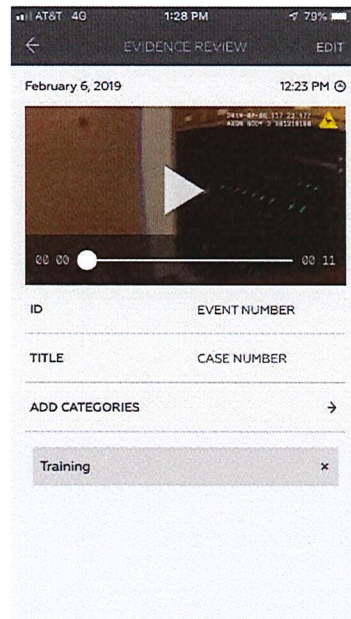 AT&T 4G 1:28 PM 79%
EVIDENCE REVIEW EDIT
February 6, 2019 12:23 PM
AXON BODY 2
00 00 00 11
ID EVENT NUMBER
TITLE CASE NUMBER
ADD CATEGORIES →
Training ×